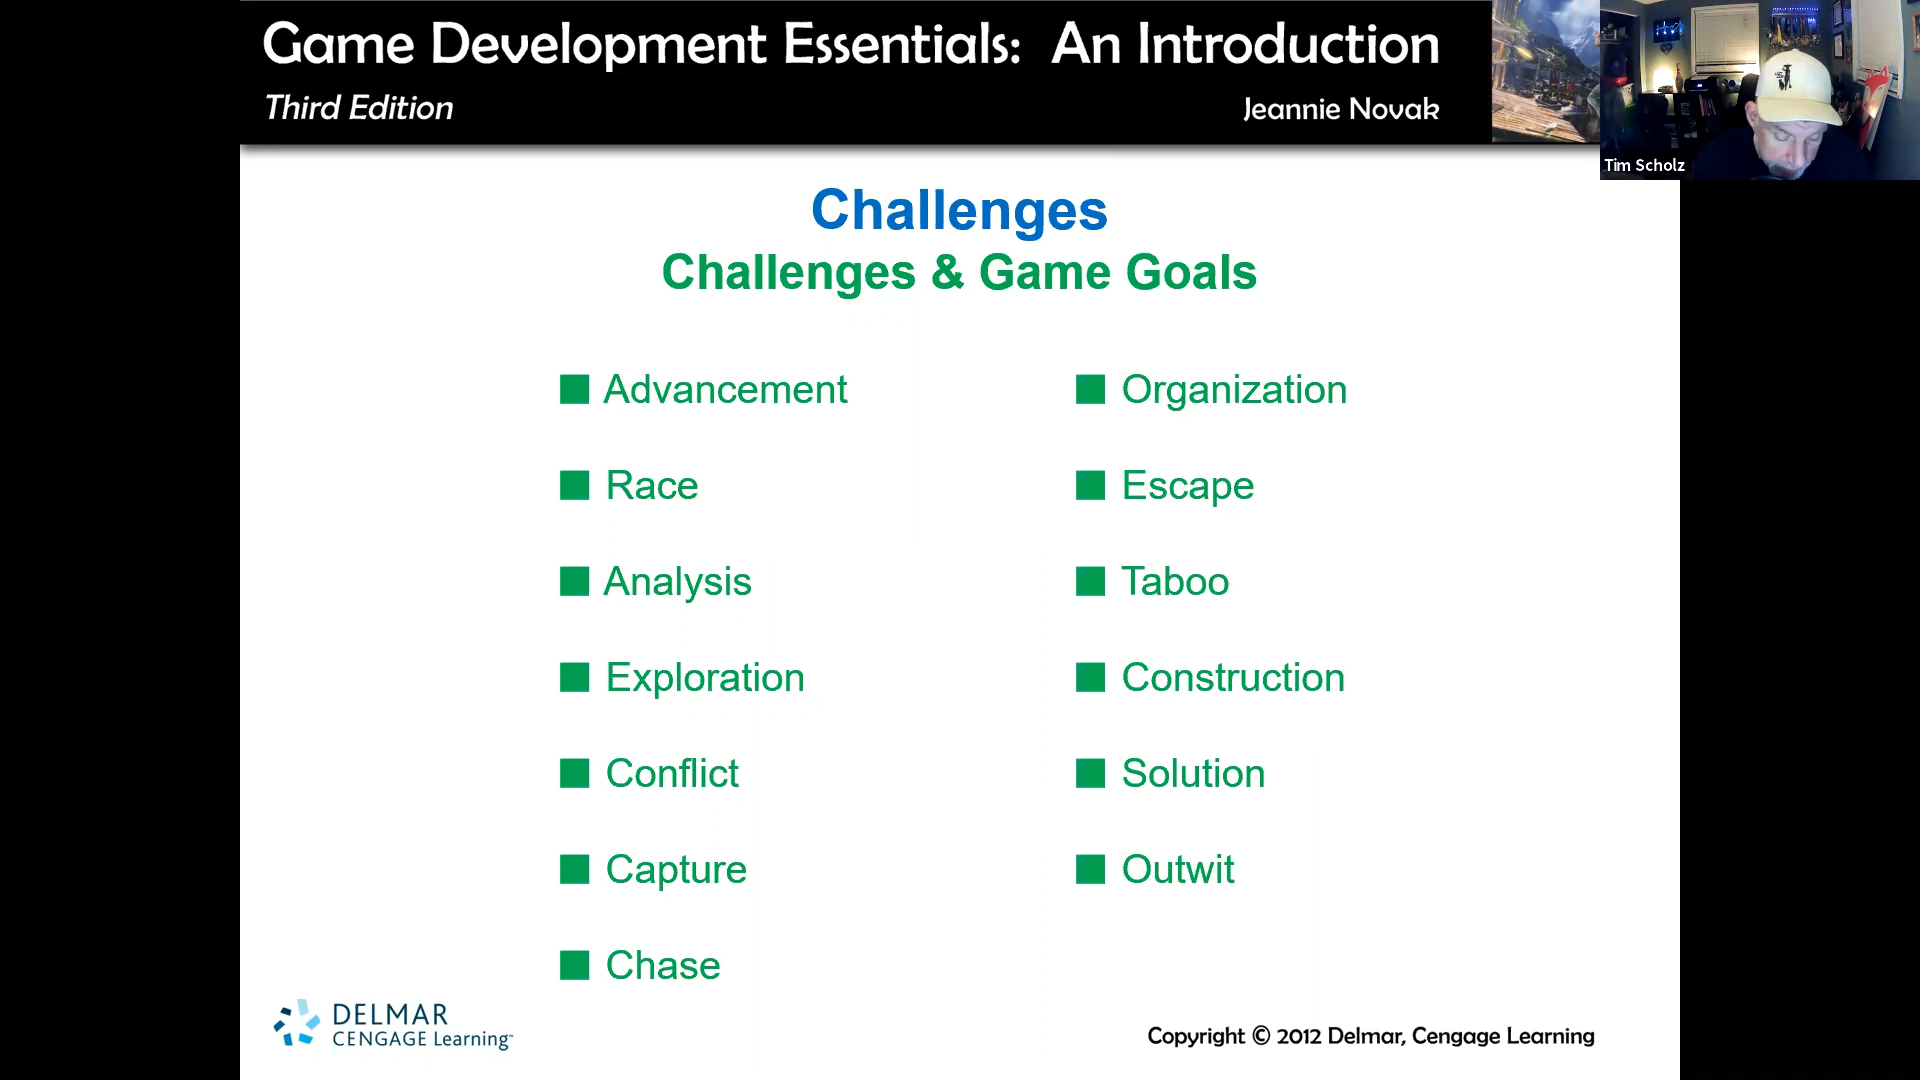 Game Development Essentials: An Introduction
Third Edition
Jeannie Novak
Tim Scholz
Challenges
Challenges & Game Goals
Advancement
Race
Analysis
Exploration
Conflict
Capture
Chase
Organization
Escape
Taboo
Construction
Solution
Outwit
DELMAR
CENGAGE Learning™
Copyright © 2012 Delmar, Cengage Learning